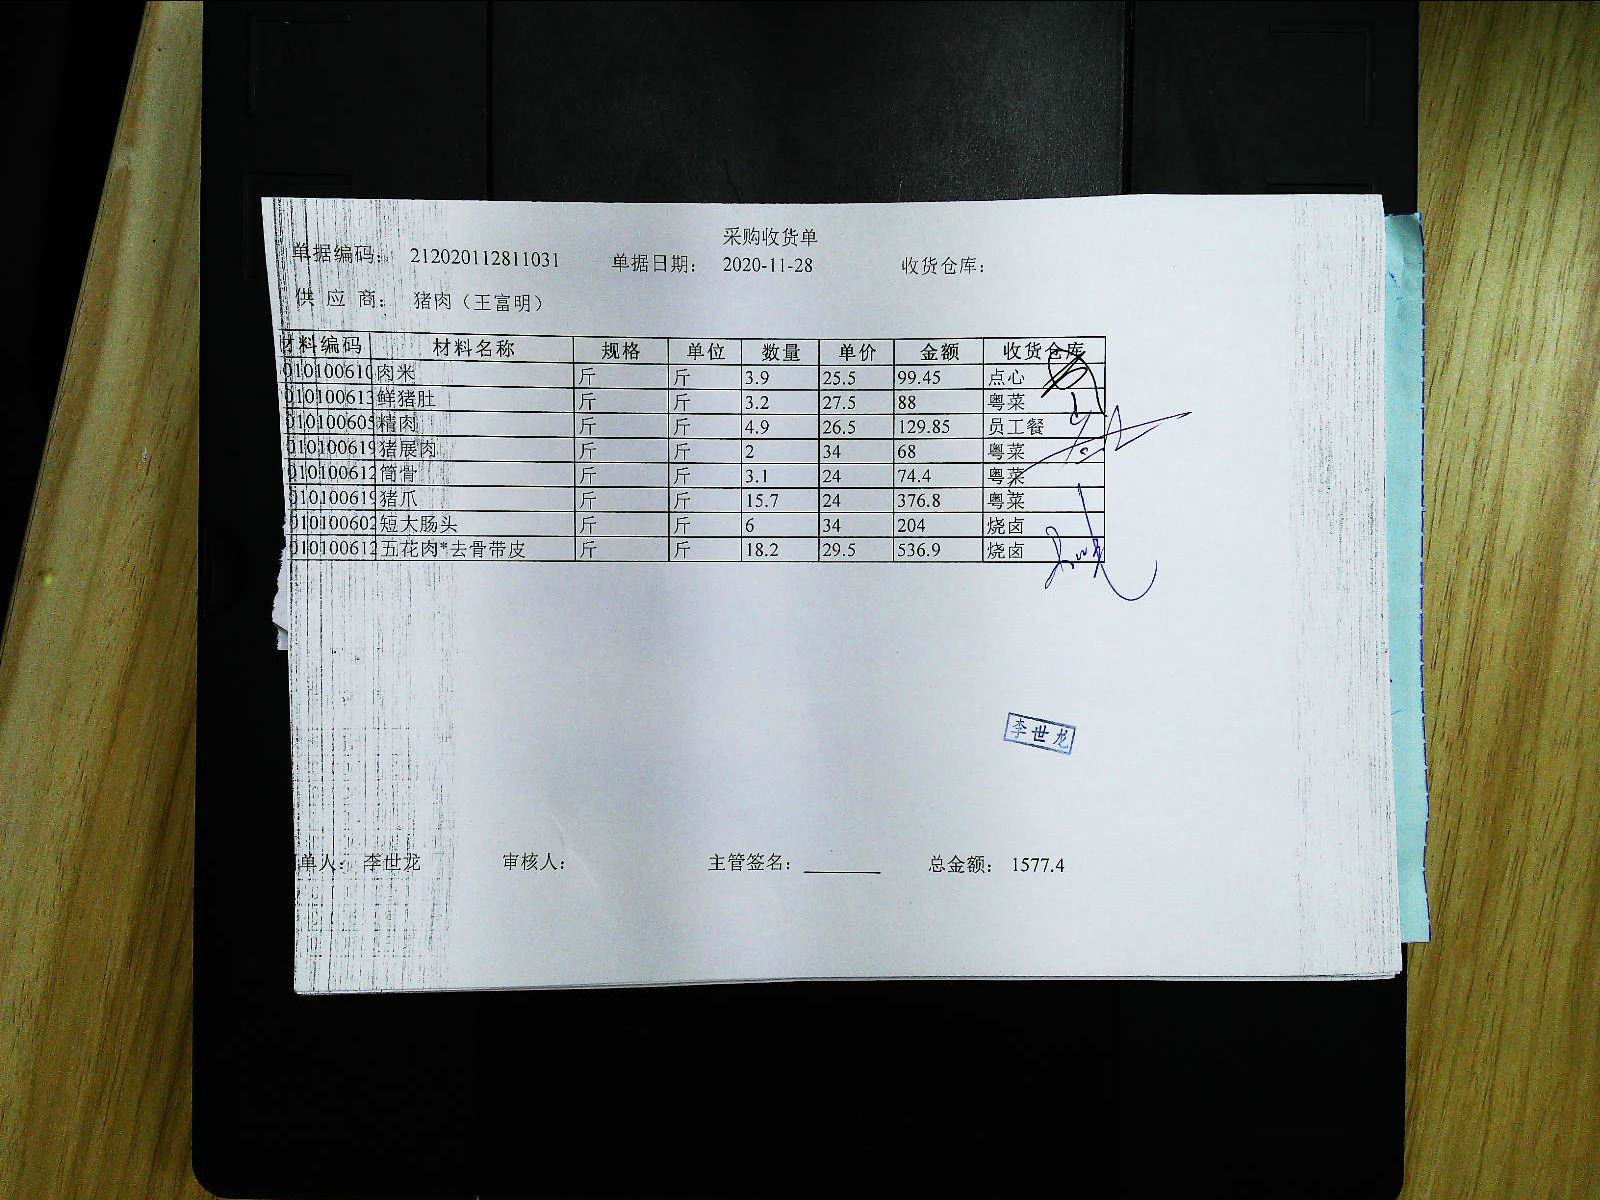 采购收货单
单据编码： 212020112811031 单据日期： 2020-11-28 收货仓库：
供 应 商： 猪肉（王富明）
材料编码 材料名称 规格 单位 数量 单价 金额 收货仓库
010100610 肉米 斤 斤 3.9 25.5 99.45 点心
010100613 鲜猪肚 斤 斤 3.2 27.5 88 粤菜
010100605 精肉 斤 斤 4.9 26.5 129.85 员工餐
010100619 猪展肉 斤 斤 2 34 68 粤菜
010100612 筒骨 斤 斤 3.1 24 74.4 粤菜
010100619 猪爪 斤 斤 15.7 24 376.8 粤菜
010100602 短大肠头 斤 斤 6 34 204 烧卤
010100612 五花肉*去骨带皮 斤 斤 18.2 29.5 536.9 烧卤
李世龙
单人： 李世龙 审核人： 主管签名： 总金额： 1577.4